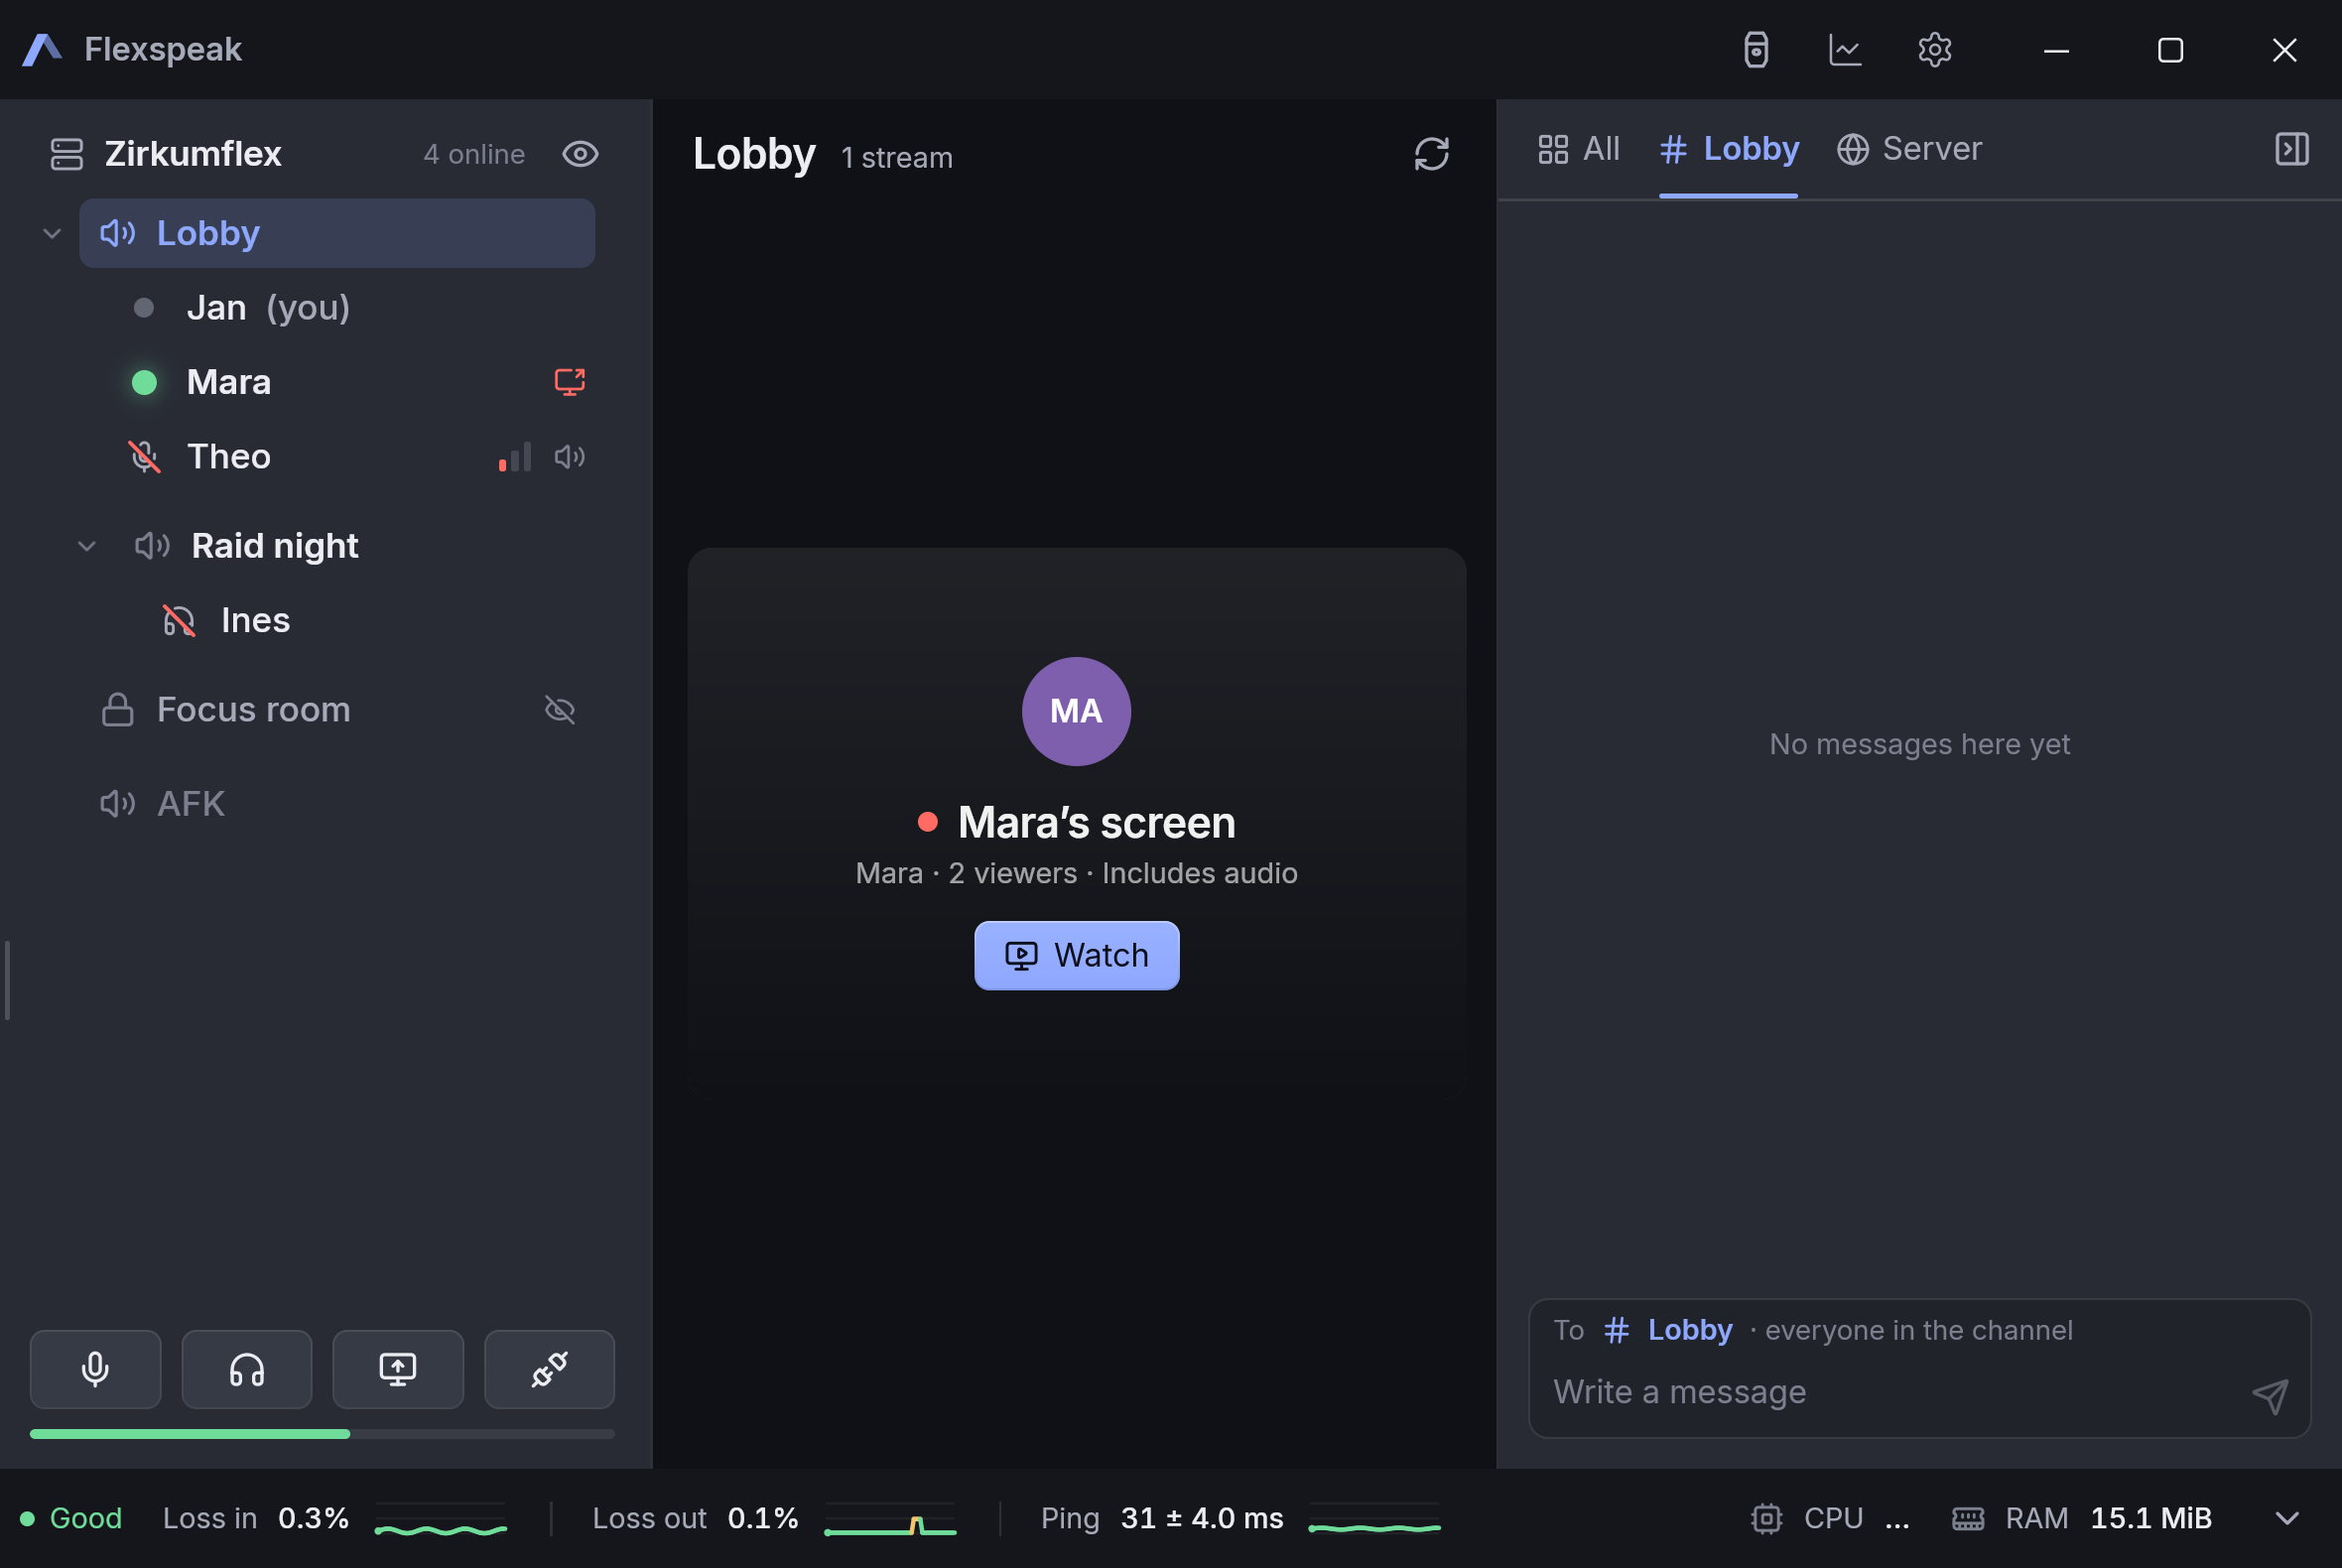 Flexspeak
Zirkumflex 4 online
Lobby
Jan (you)
Mara
Theo
Raid night
Ines
Focus room
AFK
Lobby 1 stream
MA
Mara’s screen
Mara · 2 viewers · Includes audio
Watch
All # Lobby Server
No messages here yet
To # Lobby · everyone in the channel
Write a message
Good Loss in 0.3% Loss out 0.1% Ping 31 ± 4.0 ms CPU ... RAM 15.1 MiB